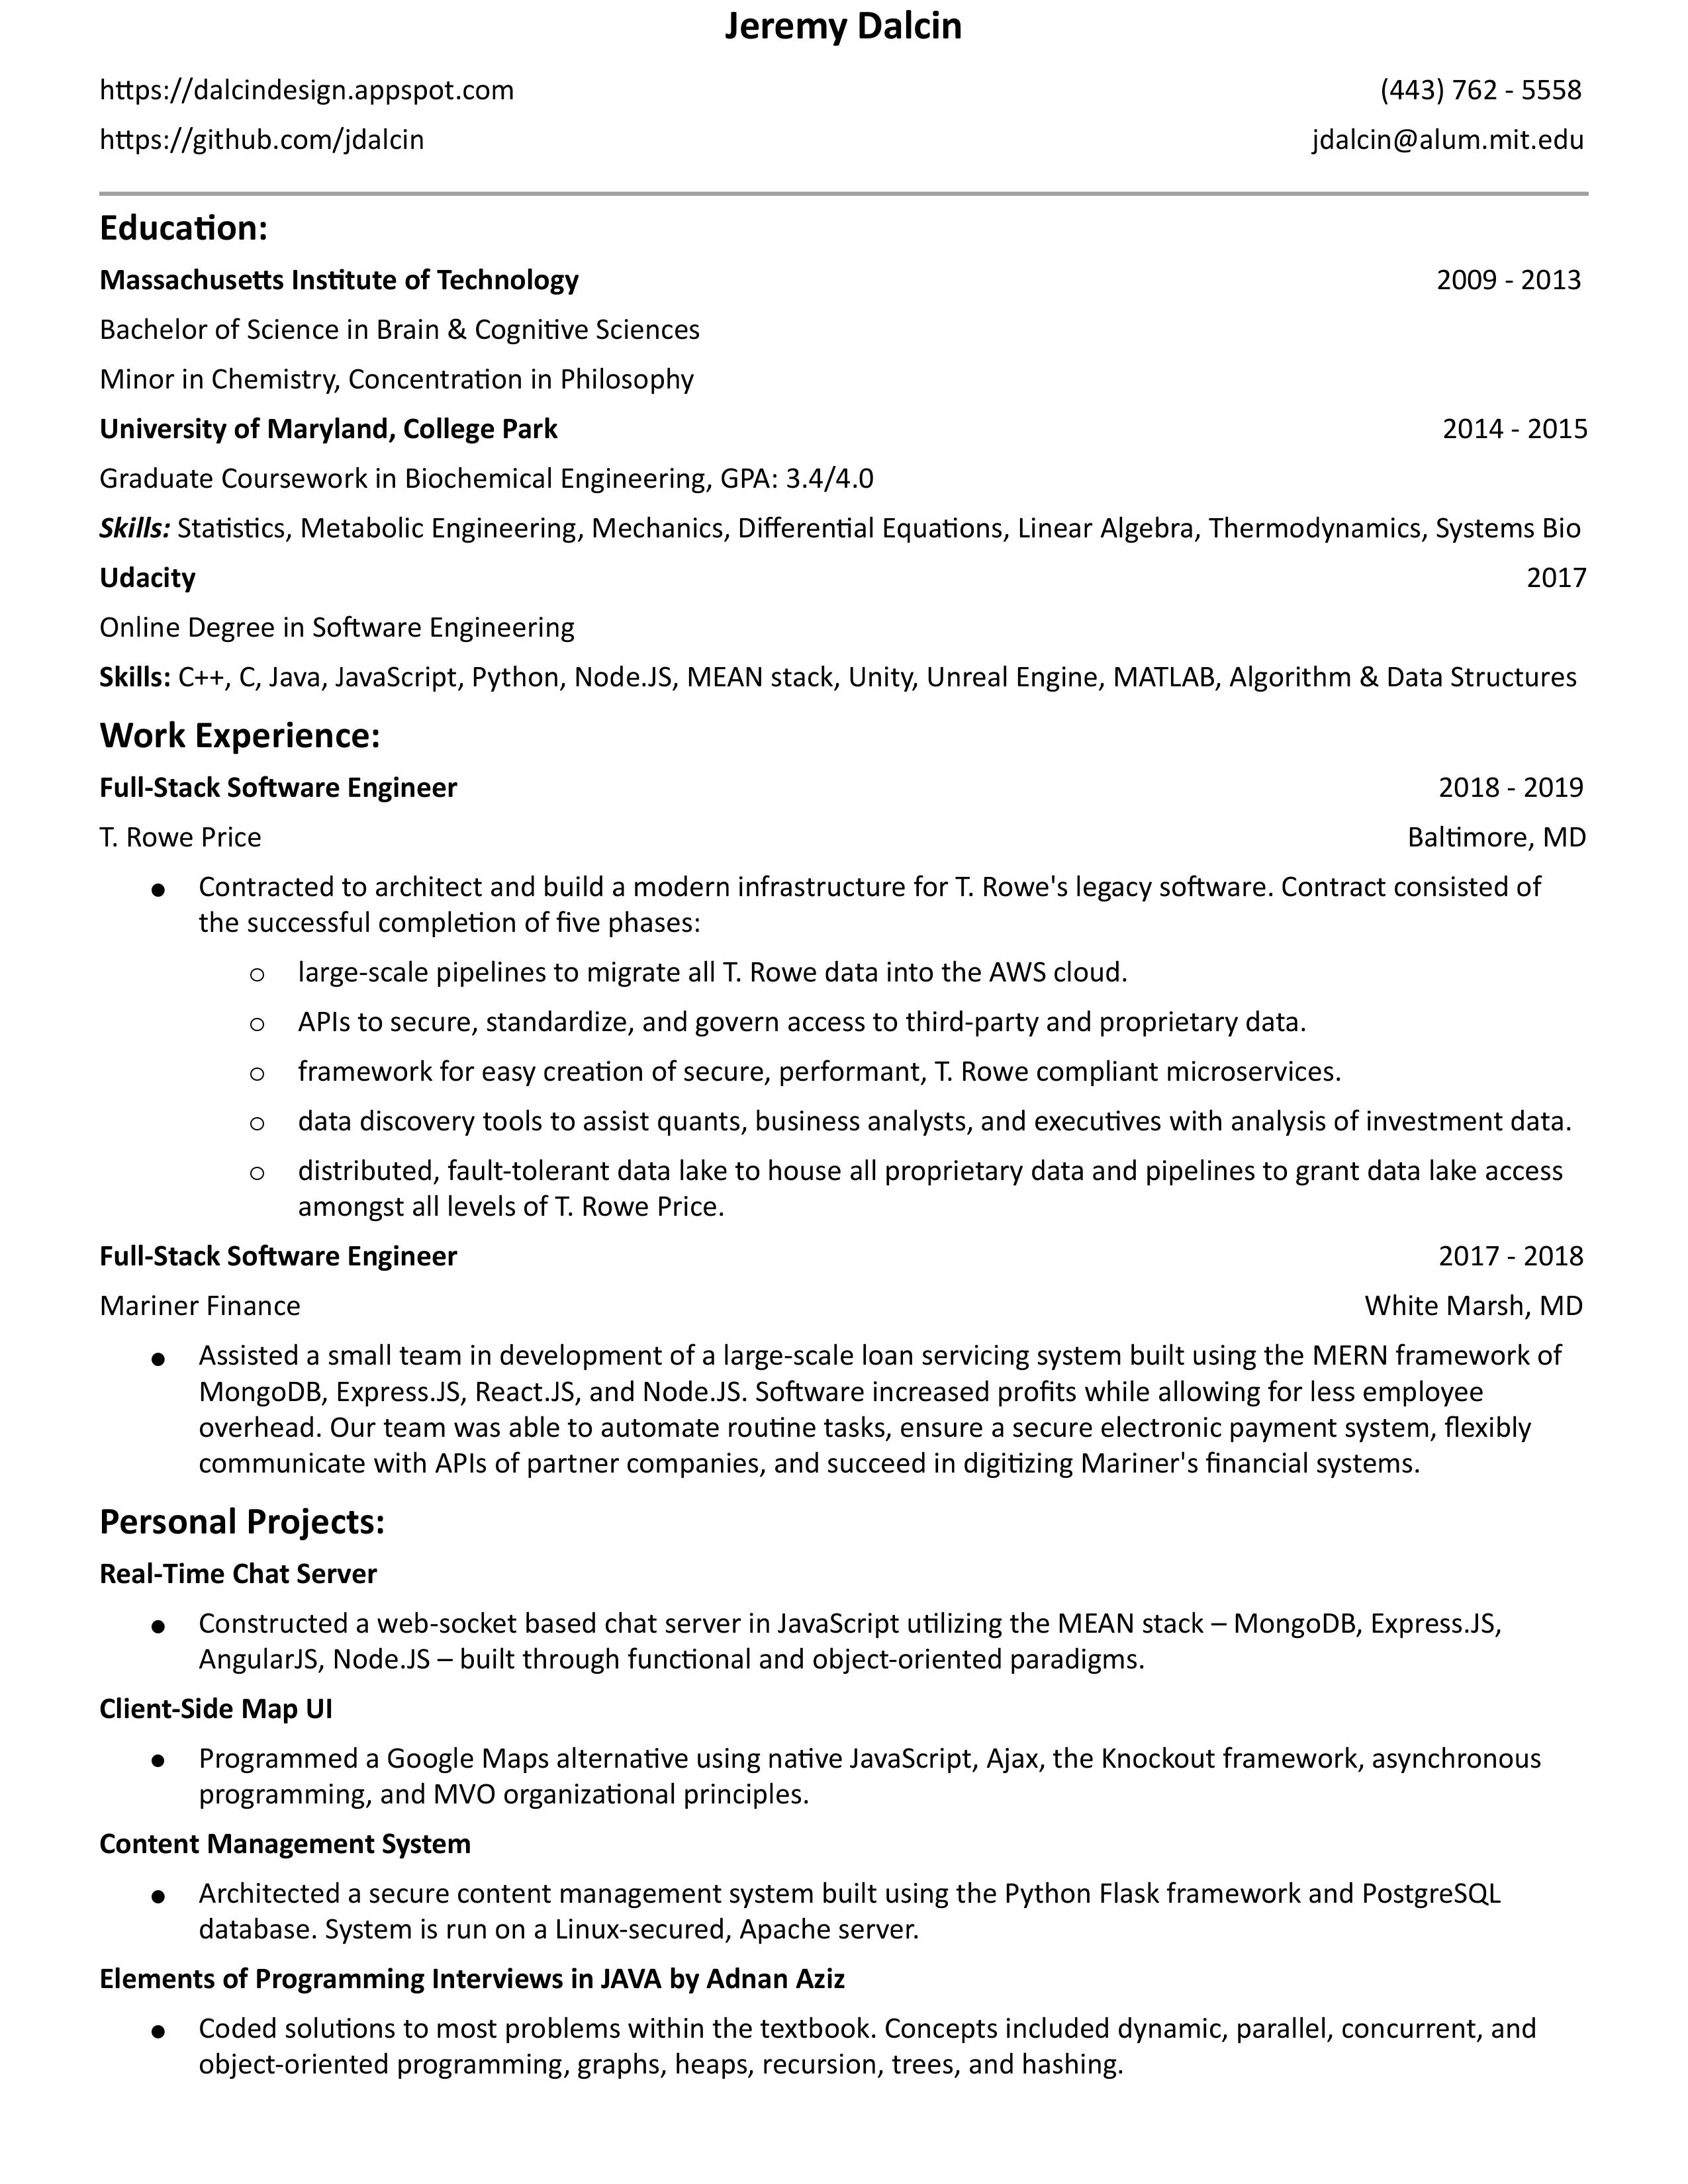 Jeremy Dalcin
https://dalcindesign.appspot.com (443) 762 - 5558
https://github.com/jdalcin jdalcin@alum.mit.edu
Education:
Massachusetts Institute of Technology 2009 - 2013
Bachelor of Science in Brain & Cognitive Sciences
Minor in Chemistry, Concentration in Philosophy
University of Maryland, College Park 2014 - 2015
Graduate Coursework in Biochemical Engineering, GPA: 3.4/4.0
Skills: Statistics, Metabolic Engineering, Mechanics, Differential Equations, Linear Algebra, Thermodynamics, Systems Bio
Udacity 2017
Online Degree in Software Engineering
Skills: C++, C, Java, JavaScript, Python, Node.JS, MEAN stack, Unity, Unreal Engine, MATLAB, Algorithm & Data Structures
Work Experience:
Full-Stack Software Engineer 2018 - 2019
T. Rowe Price Baltimore, MD
● Contracted to architect and build a modern infrastructure for T. Rowe's legacy software. Contract consisted of
the successful completion of five phases:
○ large-scale pipelines to migrate all T. Rowe data into the AWS cloud.
○ APIs to secure, standardize, and govern access to third-party and proprietary data.
○ framework for easy creation of secure, performant, T. Rowe compliant microservices.
○ data discovery tools to assist quants, business analysts, and executives with analysis of investment data.
○ distributed, fault-tolerant data lake to house all proprietary data and pipelines to grant data lake access
amongst all levels of T. Rowe Price.
Full-Stack Software Engineer 2017 - 2018
Mariner Finance White Marsh, MD
● Assisted a small team in development of a large-scale loan servicing system built using the MERN framework of
MongoDB, Express.JS, React.JS, and Node.JS. Software increased profits while allowing for less employee
overhead. Our team was able to automate routine tasks, ensure a secure electronic payment system, flexibly
communicate with APIs of partner companies, and succeed in digitizing Mariner's financial systems.
Personal Projects:
Real-Time Chat Server
● Constructed a web-socket based chat server in JavaScript utilizing the MEAN stack – MongoDB, Express.JS,
AngularJS, Node.JS – built through functional and object-oriented paradigms.
Client-Side Map UI
● Programmed a Google Maps alternative using native JavaScript, Ajax, the Knockout framework, asynchronous
programming, and MVO organizational principles.
Content Management System
● Architected a secure content management system built using the Python Flask framework and PostgreSQL
database. System is run on a Linux-secured, Apache server.
Elements of Programming Interviews in JAVA by Adnan Aziz
● Coded solutions to most problems within the textbook. Concepts included dynamic, parallel, concurrent, and
object-oriented programming, graphs, heaps, recursion, trees, and hashing.